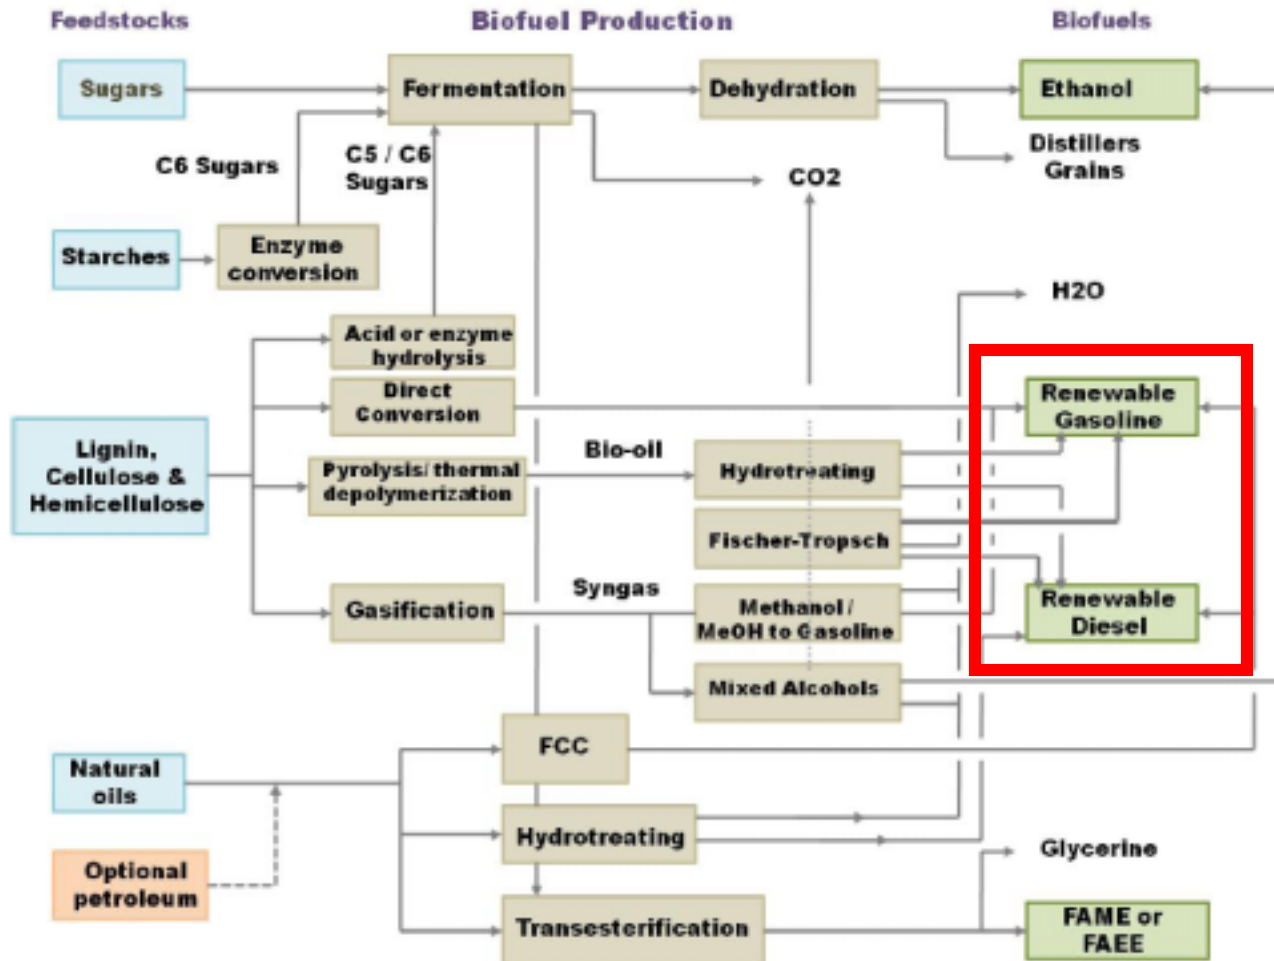 Feedstocks
Biofuel Production
Biofuels
Sugars
Fermentation
Dehydration
Ethanol
C6 Sugars
C5 / C6
Sugars
CO2
Distillers
Grains
Starches
Enzyme
conversion
H2O
Acid or enzyme
hydrolysis
Direct
Conversion
Renewable
Gasoline
Lignin,
Cellulose &
Hemicellulose
Pyrolysis/ thermal
depolymerization
Bio-oil
Hydrotreating
Fischer-Tropsch
Gasification
Syngas
Methanol /
MeOH to Gasoline
Renewable
Diesel
Mixed Alcohols
Natural
oils
FCC
Hydrotreating
Optional
petroleum
Glycerine
Transesterification
FAME or
FAEE